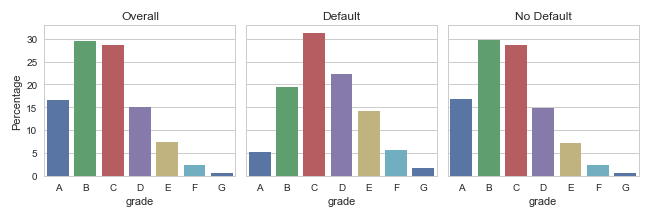 Overall
Default
No Default
Percentage
30
25
20
15
10
5
0
A B C D E F G
A B C D E F G
A B C D E F G
grade
grade
grade